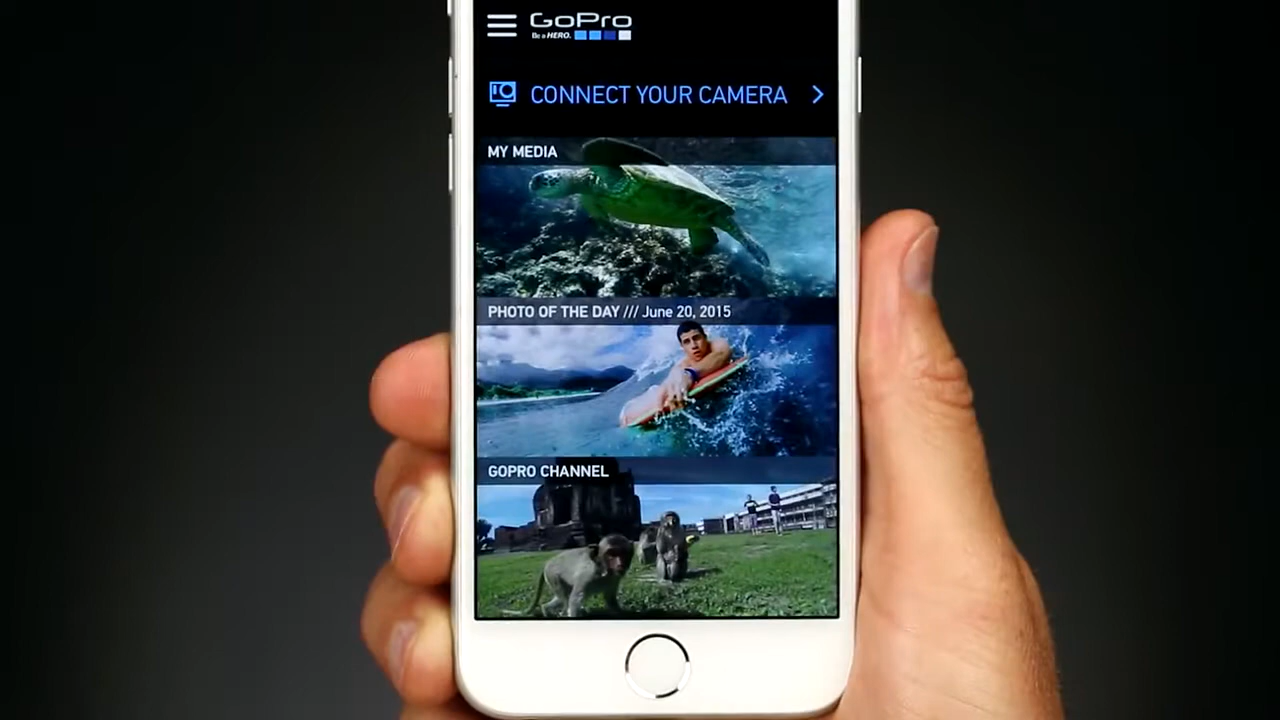 GoPro
Be a HERO.
CONNECT YOUR CAMERA
MY MEDIA
PHOTO OF THE DAY /// June 20, 2015
GOPRO CHANNEL